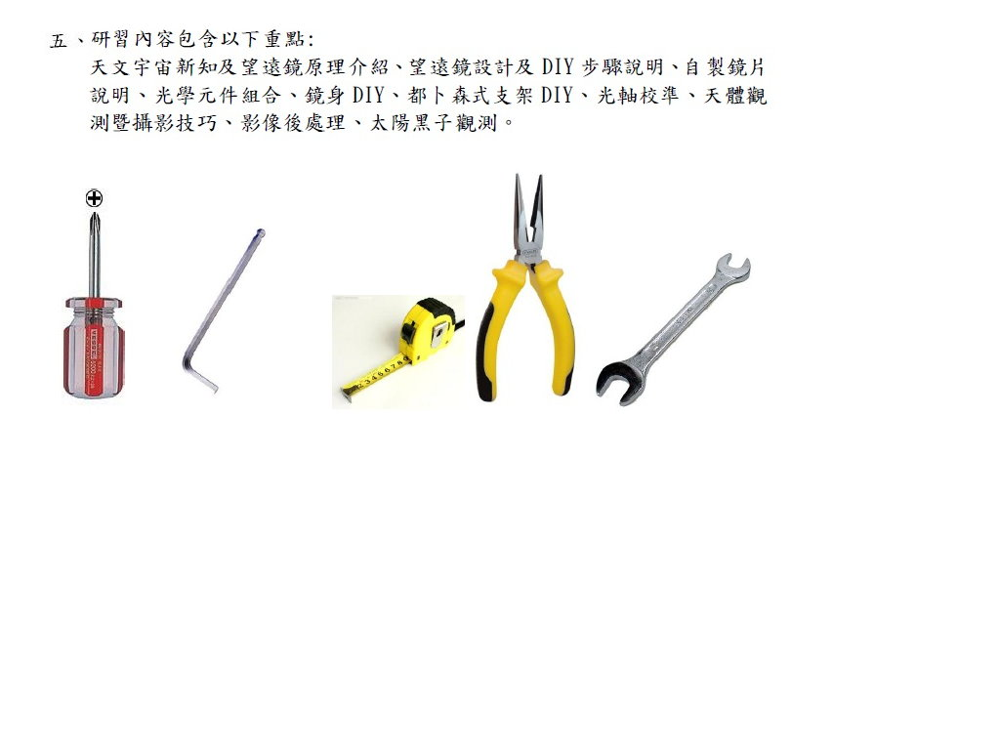 五、研習內容包含以下重點:
天文宇宙新知及望遠鏡原理介紹、望遠鏡設計及 DIY 步驟說明、自製鏡片
說明、光學元件組合、鏡身 DIY、都卜森式支架 DIY、光軸校準、天體觀
測暨攝影技巧、影像後處理、太陽黑子觀測。